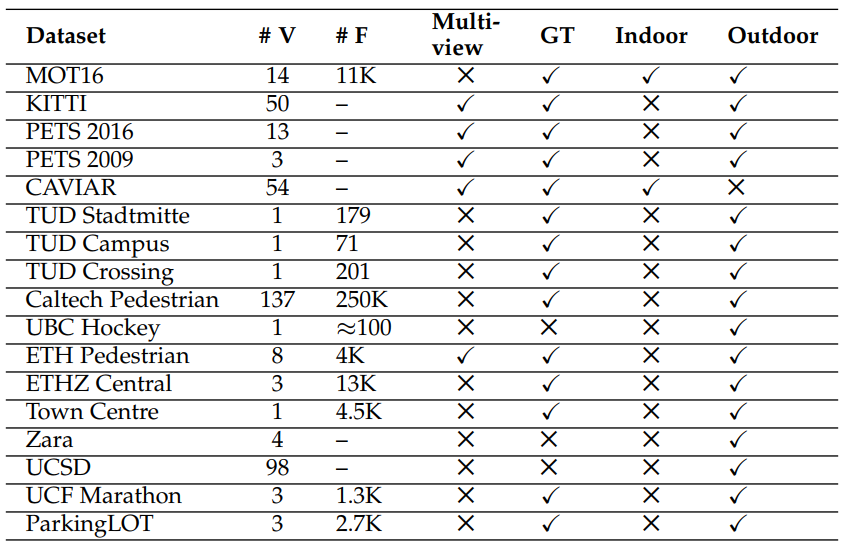 Dataset # V # F Multi-view GT Indoor Outdoor
MOT16 14 11K × ✓ ✓ ✓
KITTI 50 – ✓ ✓ × ✓
PETS 2016 13 – ✓ ✓ × ✓
PETS 2009 3 – ✓ ✓ × ✓
CAVIAR 54 – ✓ ✓ ✓ ×
TUD Stadtmitte 1 179 × ✓ × ✓
TUD Campus 1 71 × ✓ × ✓
TUD Crossing 1 201 × ✓ × ✓
Caltech Pedestrian 137 250K × ✓ × ✓
UBC Hockey 1 ≈100 × × × ✓
ETH Pedestrian 8 4K ✓ ✓ × ✓
ETHZ Central 3 13K × ✓ × ✓
Town Centre 1 4.5K × ✓ × ✓
Zara 4 – × × × ✓
UCSD 98 – × × × ✓
UCF Marathon 3 1.3K × ✓ × ✓
ParkingLOT 3 2.7K × ✓ × ✓